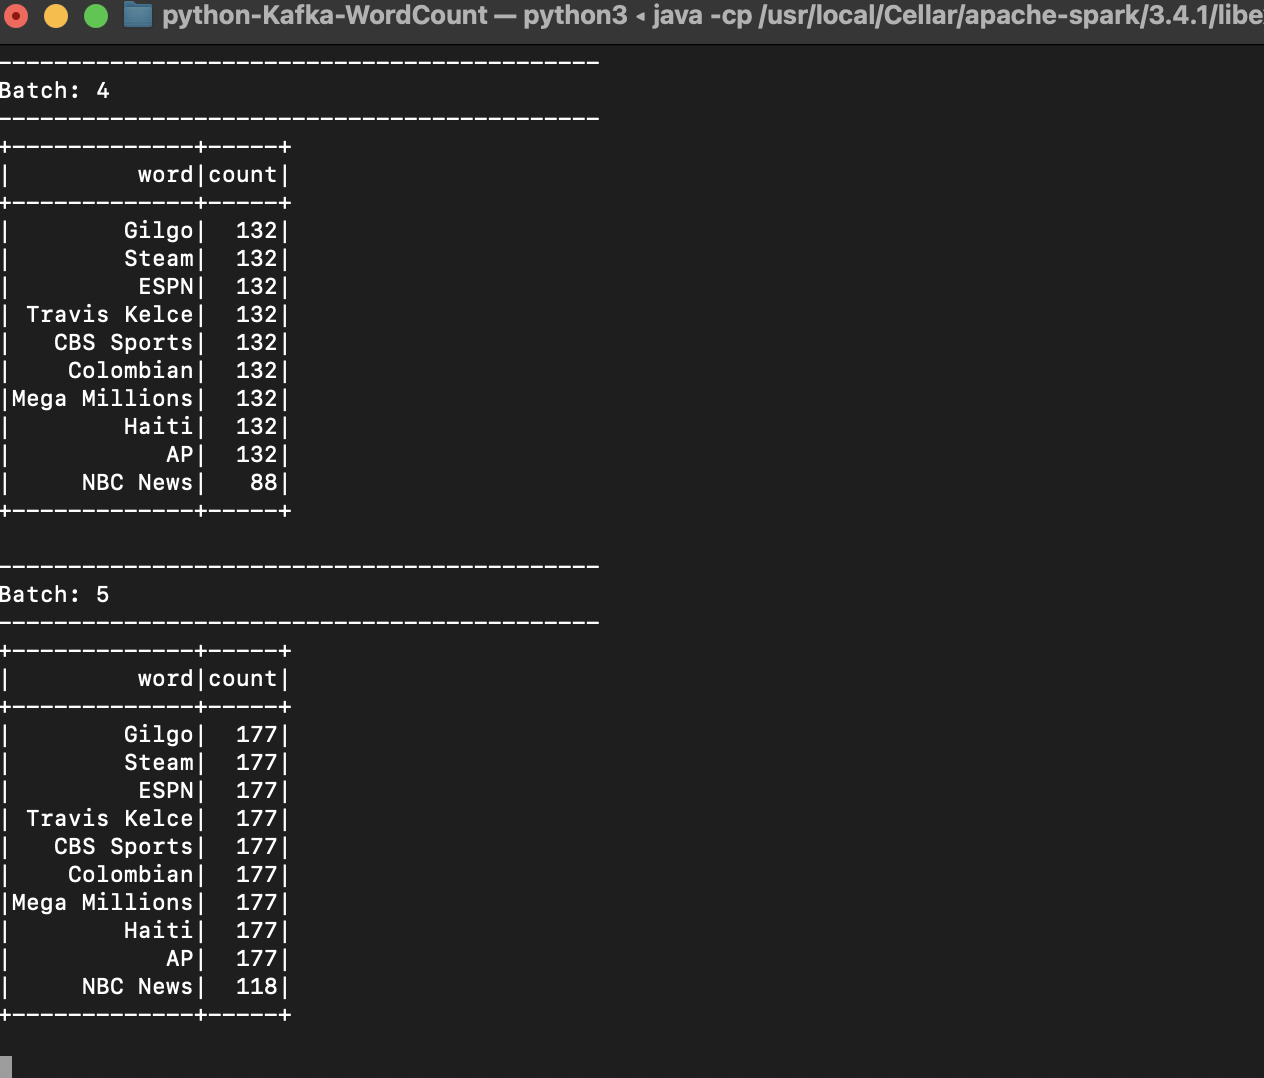 python-Kafka-WordCount — python3 ◂ java -cp /usr/local/Cellar/apache-spark/3.4.1/libe
-------------------------------------------
Batch: 4
-------------------------------------------
+-------------+-----+
|         word|count|
+-------------+-----+
|        Gilgo|  132|
|        Steam|  132|
|         ESPN|  132|
| Travis Kelce|  132|
|   CBS Sports|  132|
|    Colombian|  132|
|Mega Millions|  132|
|        Haiti|  132|
|           AP|  132|
|     NBC News|   88|
+-------------+-----+
-------------------------------------------
Batch: 5
-------------------------------------------
+-------------+-----+
|         word|count|
+-------------+-----+
|        Gilgo|  177|
|        Steam|  177|
|         ESPN|  177|
| Travis Kelce|  177|
|   CBS Sports|  177|
|    Colombian|  177|
|Mega Millions|  177|
|        Haiti|  177|
|           AP|  177|
|     NBC News|  118|
+-------------+-----+